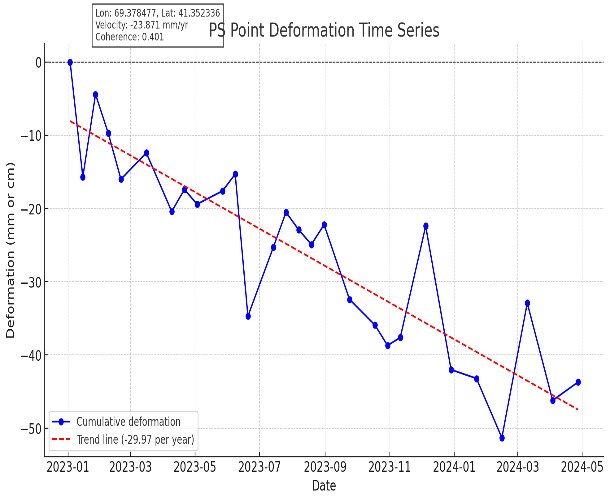 Lon: 69.378477, Lat: 41.352336
Velocity: -23.871 mm/yr
Coherence: 0.401
PS Point Deformation Time Series
0
−10
−20
−30
−40
−50
Deformation (mm or cm)
Cumulative deformation
Trend line (-29.97 per year)
2023-01 2023-03 2023-05 2023-07 2023-09 2023-11 2024-01 2024-03 2024-05
Date